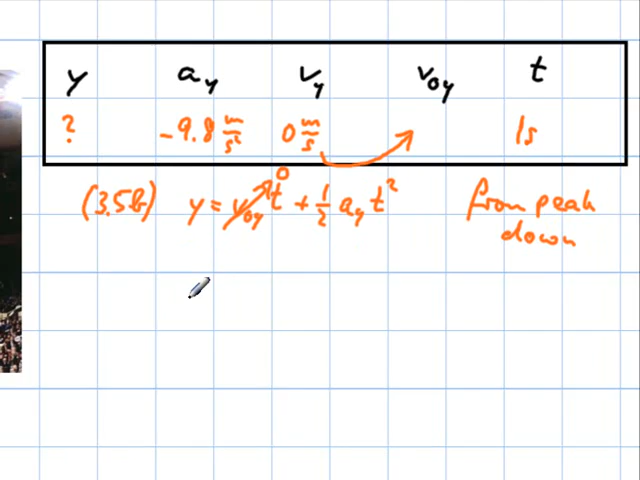 y a_y v_y v_0y t
? -9.8 m/s² 0 m/s 1s
(3.5b) y = v_0y t + 1/2 a_y t² from peak
0
down